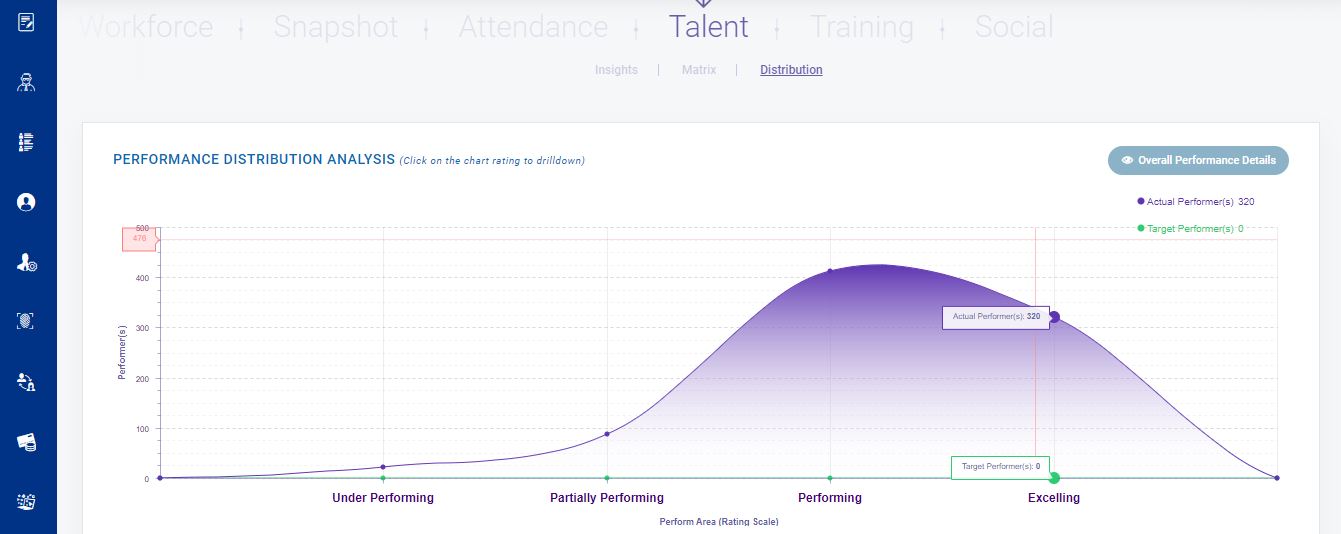 Workforce Snapshot Attendance Talent Training Social
Insights Matrix Distribution
PERFORMANCE DISTRIBUTION ANALYSIS (Click on the chart rating to drilldown)
Overall Performance Details
Actual Performer(s) 320
Target Performer(s) 0
500
476
400
300
200
100
0
Performer(s)
Actual Performer(s): 320
Target Performer(s): 0
Under Performing Partially Performing Performing Excelling
Perform Area (Rating Scale)